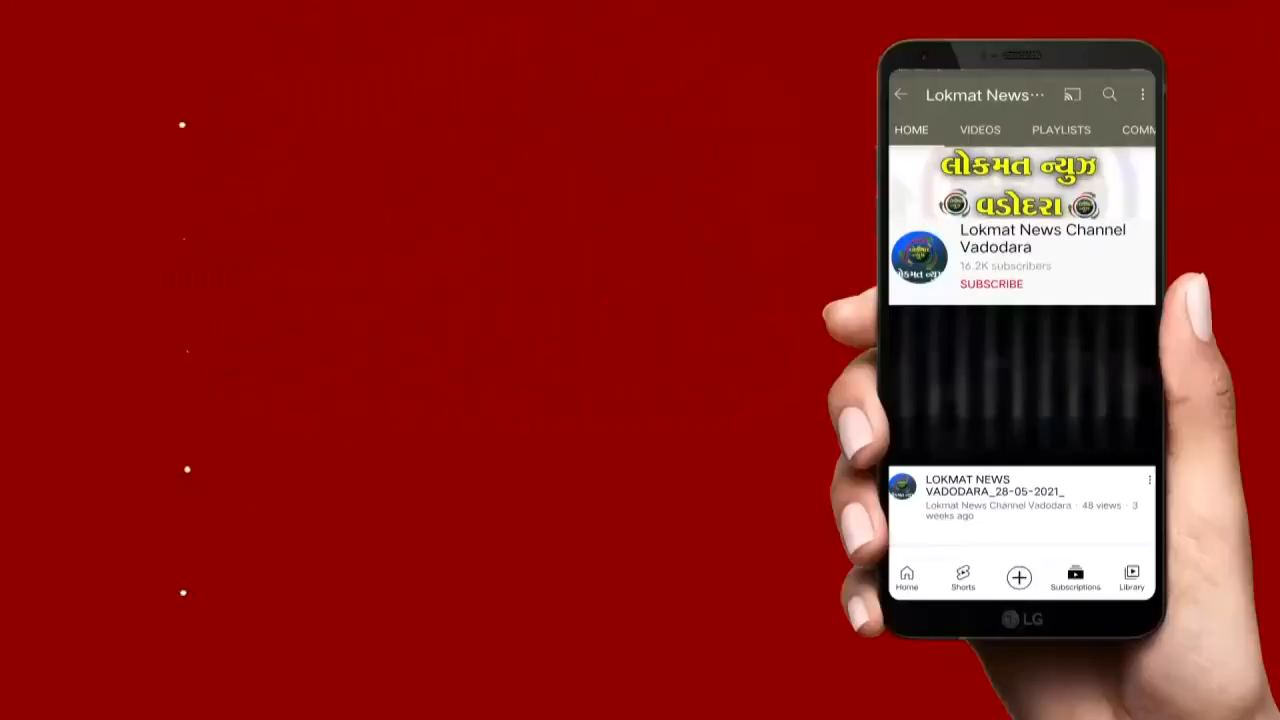 Lokmat News...
HOME VIDEOS PLAYLISTS COMM
લોકમત ન્યુઝ
વડોદરા
Lokmat News Channel
Vadodara
16.2K subscribers
SUBSCRIBE
LOKMAT NEWS
VADODARA_28-05-2021_
Lokmat News Channel Vadodara · 48 views · 3
weeks ago
Home Shorts Subscriptions Library
LG